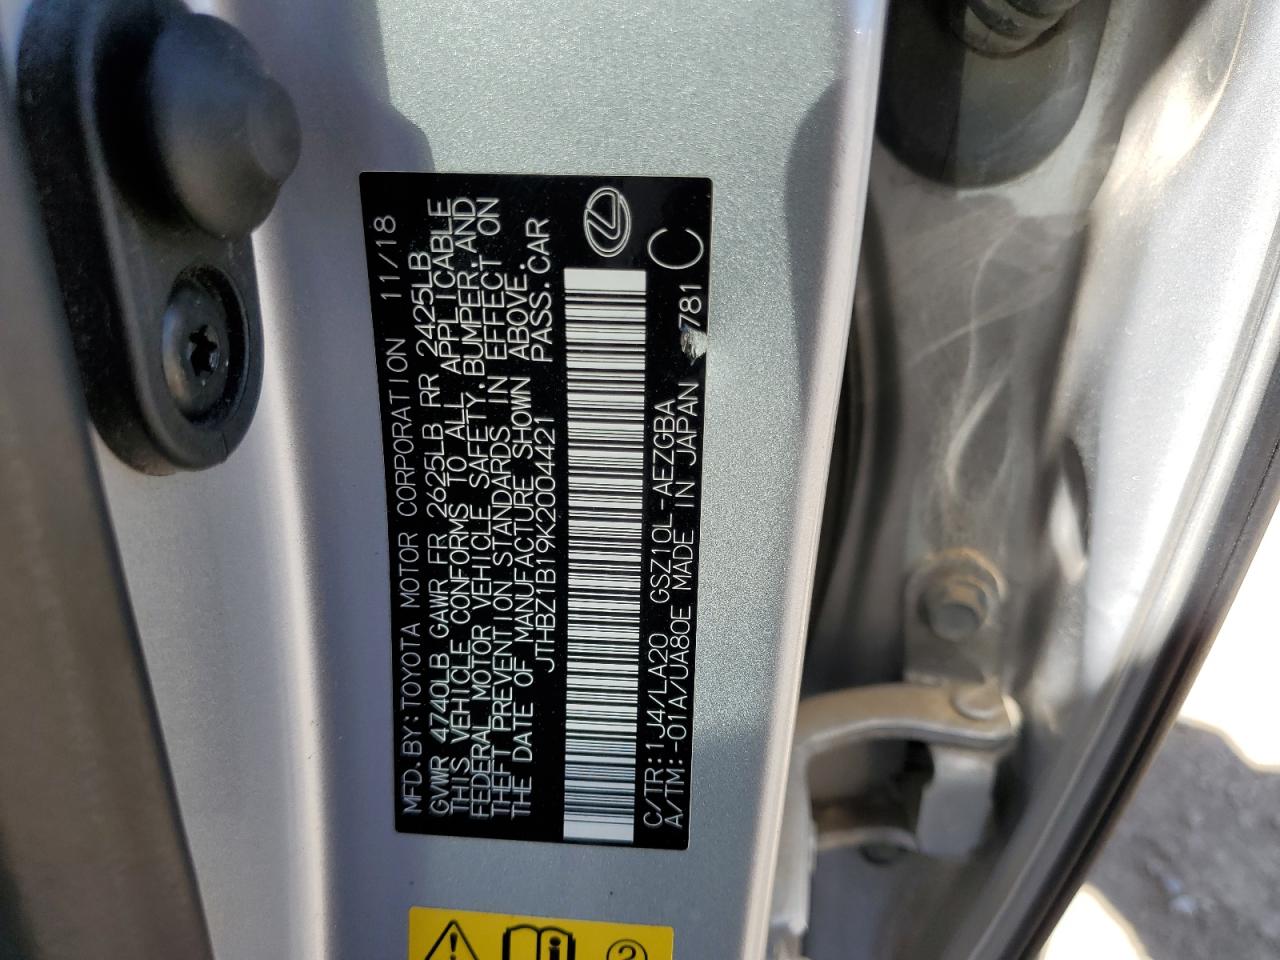 MFD.BY:TOYOTA MOTOR CORPORATION 11/18
GVWR 4740LB GAWR FR 2625LB RR 2425LB
THIS VEHICLE CONFORMS TO ALL APPLICABLE
FEDERAL MOTOR VEHICLE SAFETY.BUMPER.AND
THEFT PREVENTION STANDARDS IN EFFECT ON
THE DATE OF MANUFACTURE SHOWN ABOVE.
JTHBZ1B19K2004421 PASS.CAR
C/TR:1J4/LA20 GSZ10L-AEZGBA
A/TM:-01A/UA80E MADE IN JAPAN 781
C
2